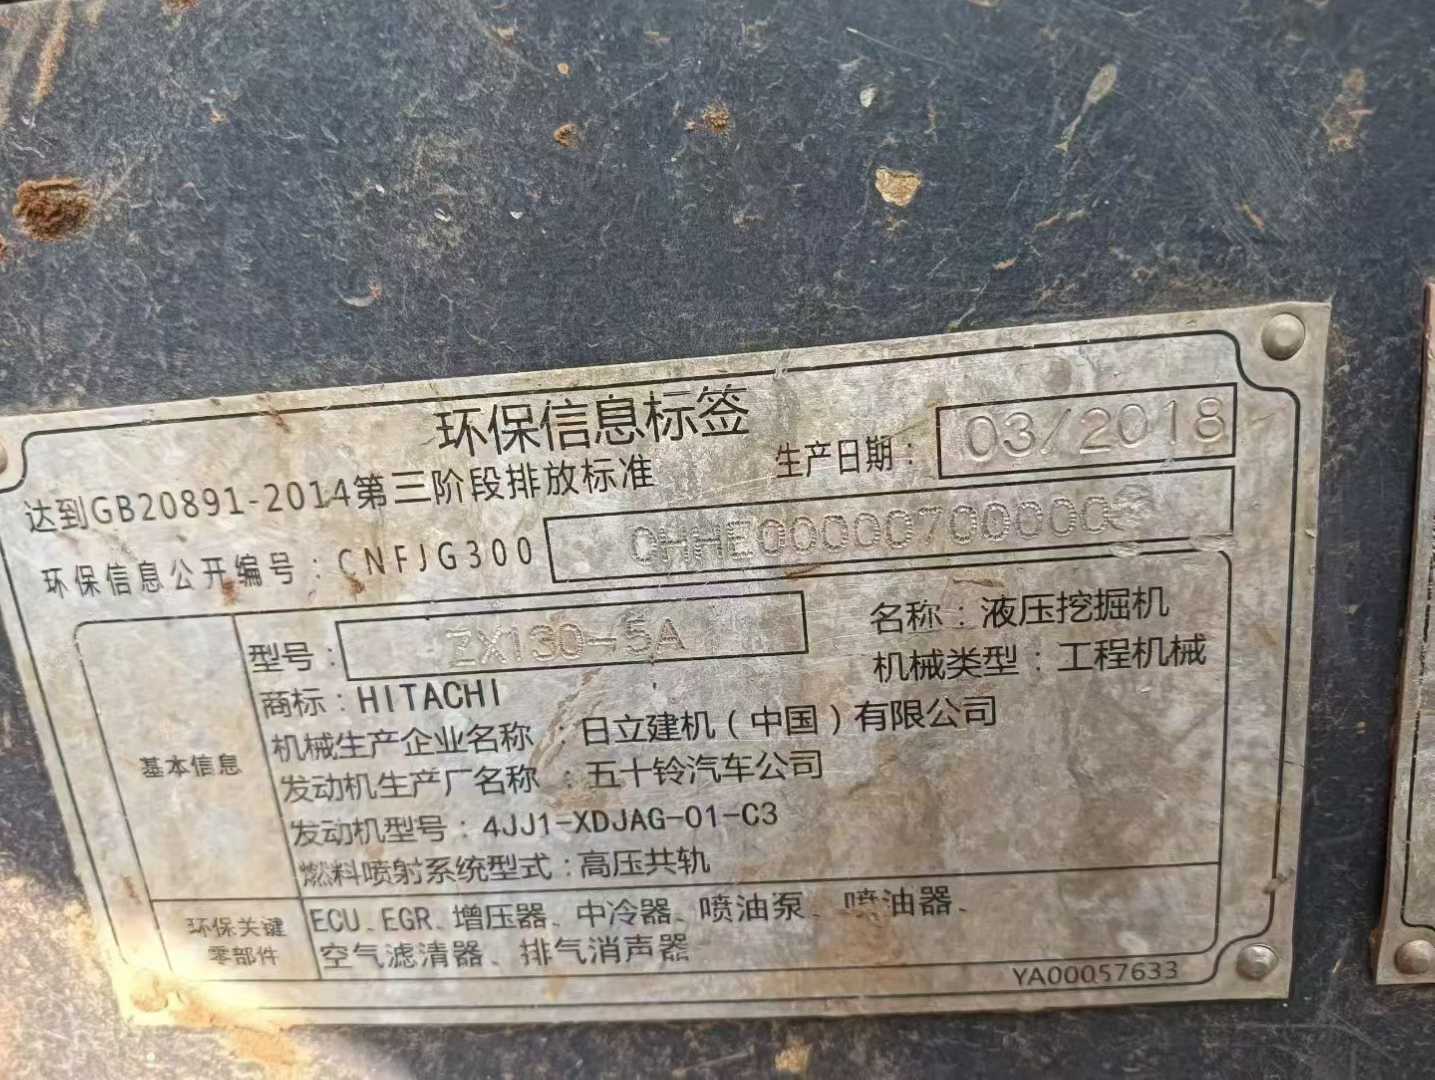 环保信息标签
达到GB20891-2014第三阶段排放标准
生产日期：03/2018
环保信息公开编号：CNFJG300
型号：ZX130-5A
名称：液压挖掘机
商标：HITACHI
机械类型：工程机械
机械生产企业名称：日立建机（中国）有限公司
基本信息
发动机生产厂名称：五十铃汽车公司
发动机型号：4JJ1-XDJAG-01-C3
燃料喷射系统型式：高压共轨
环保关键
零部件
ECU、EGR、增压器、中冷器、喷油泵、喷油器、
空气滤清器、排气消声器
YA00057633